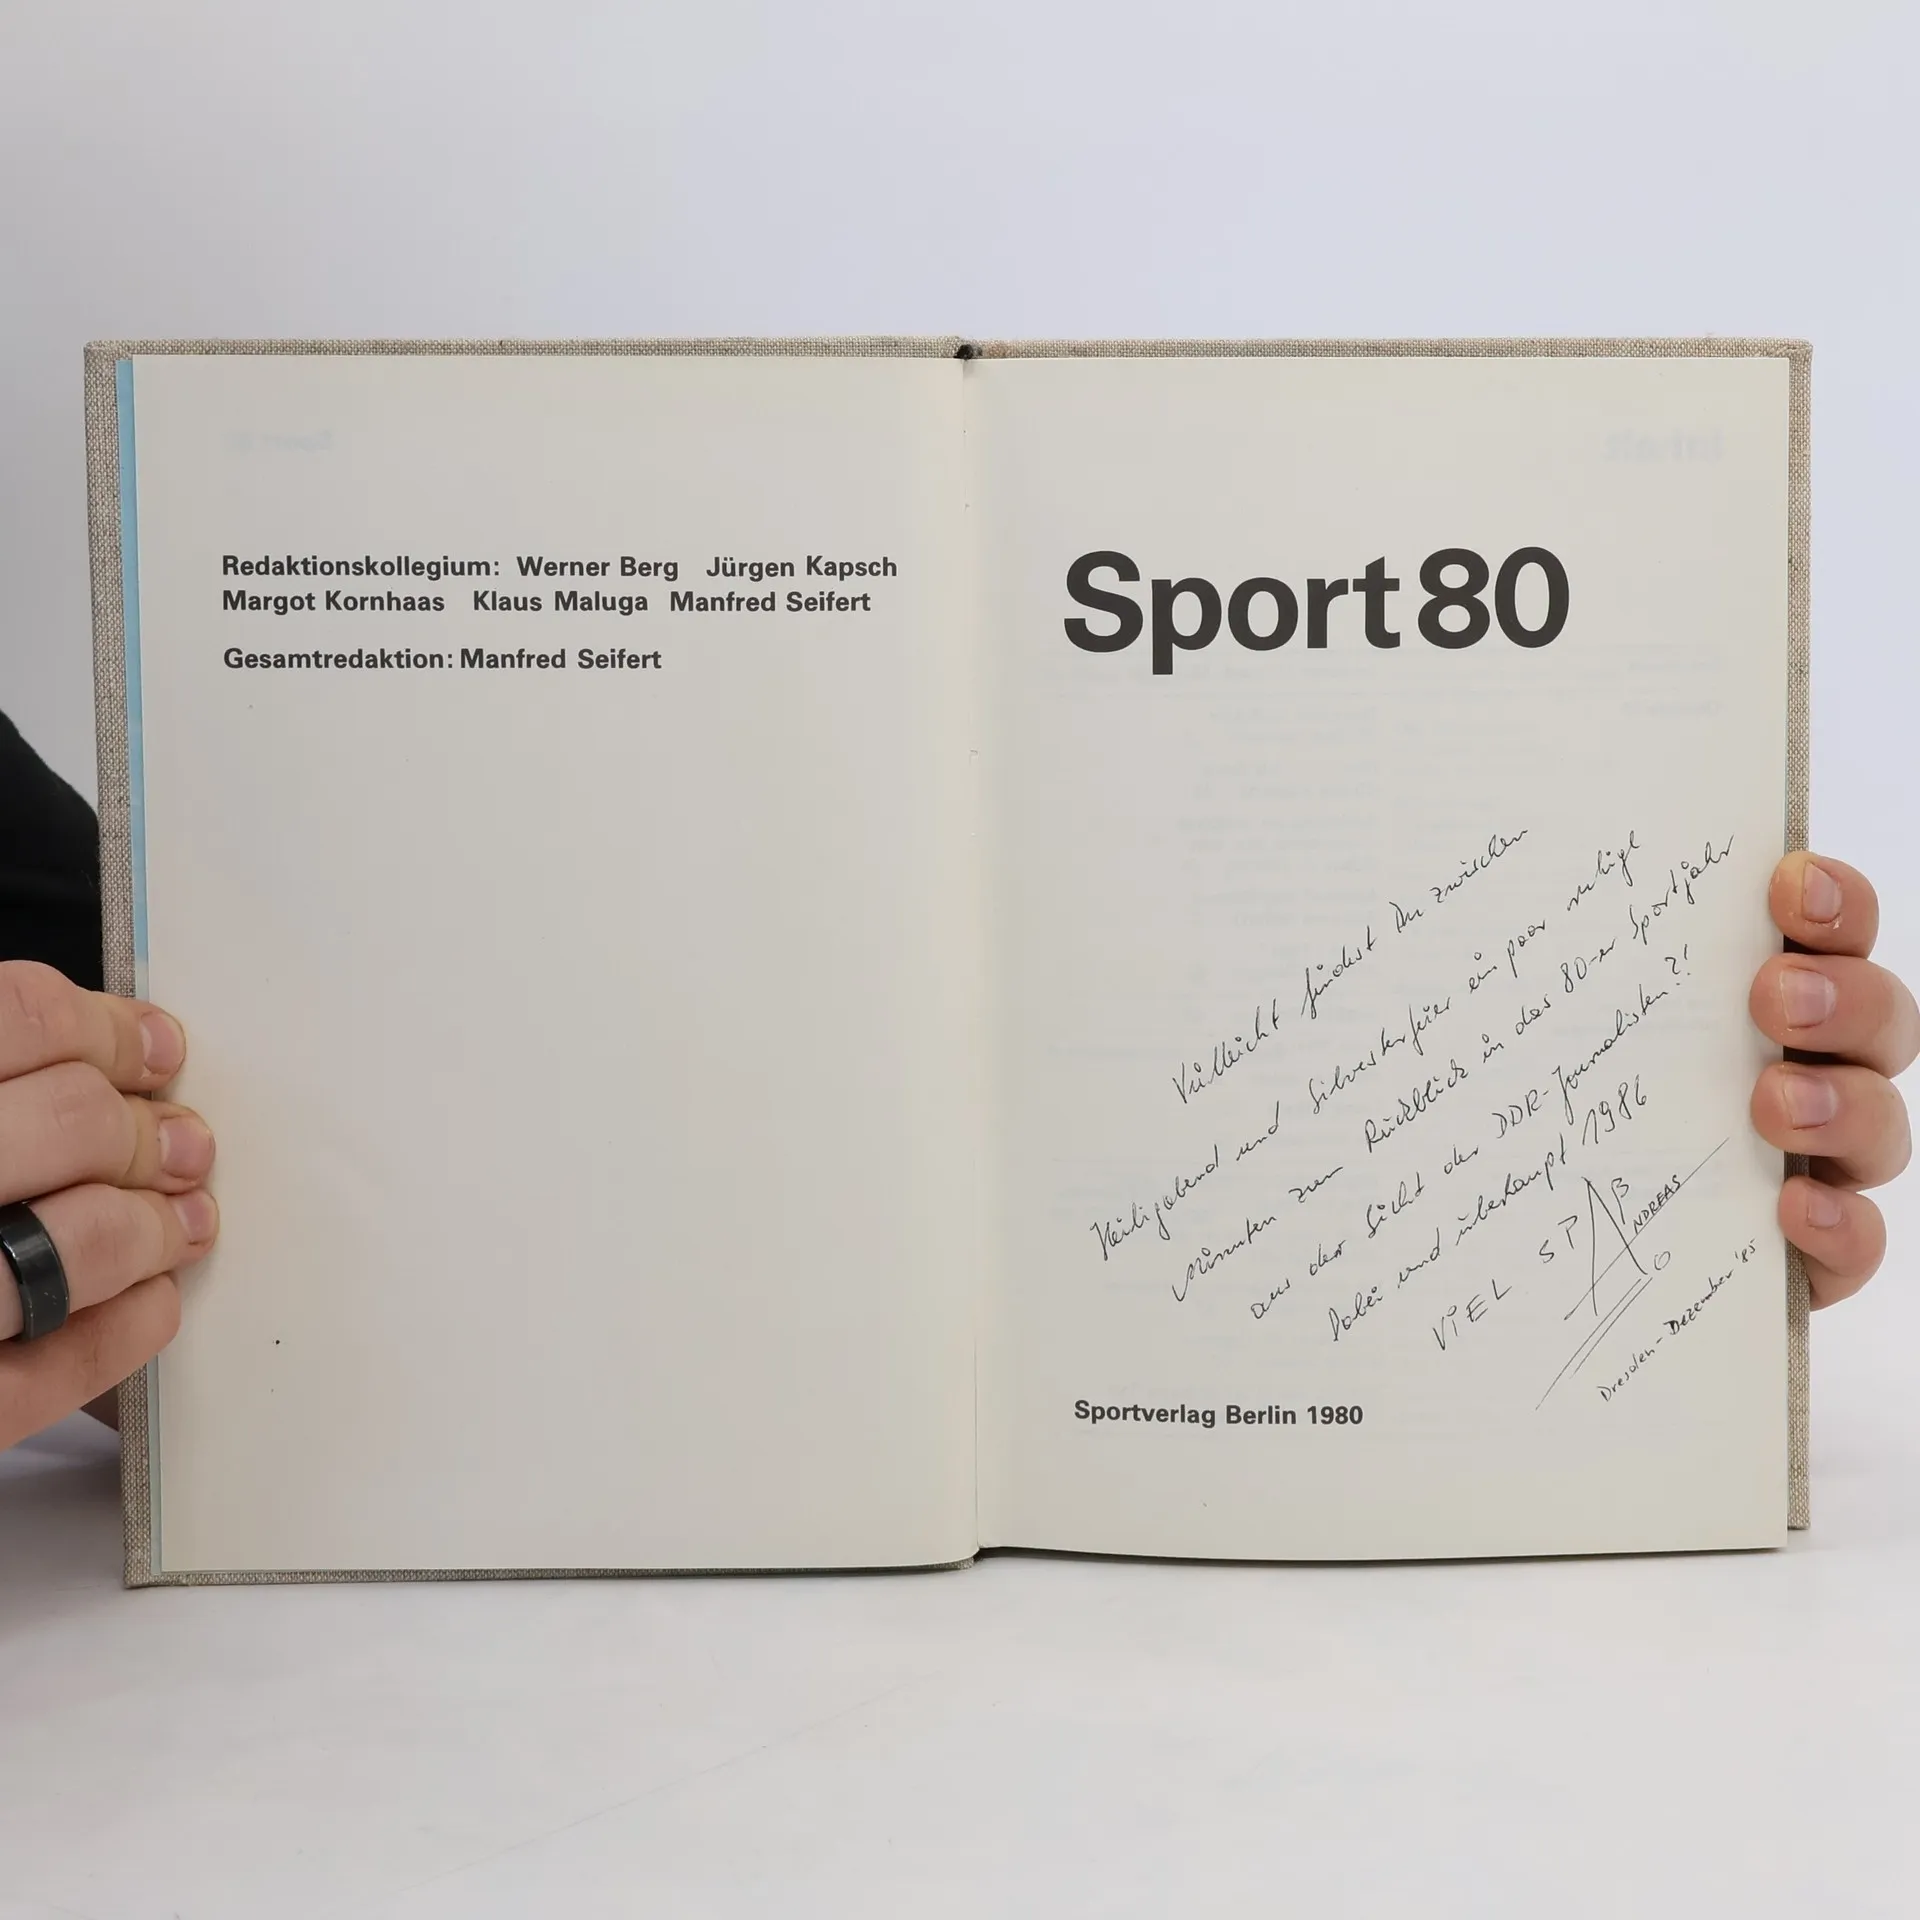 Redaktionskollegium: Werner Berg Jürgen Kapsch
Margot Kornhaas Klaus Maluga Manfred Seifert
Gesamtredaktion: Manfred Seifert
Sport 80
Vielleicht findest Du zwischen
Heiligabend und Silvesterfeier ein paar ruhige
Minuten zum Rückblick in das 80-er Sportjahr
aus der Sicht der DDR-Journalisten?!
Dabei und überhaupt 1986
VIEL SPAß
ANDREAS
Dresden - Dezember '85
Sportverlag Berlin 1980